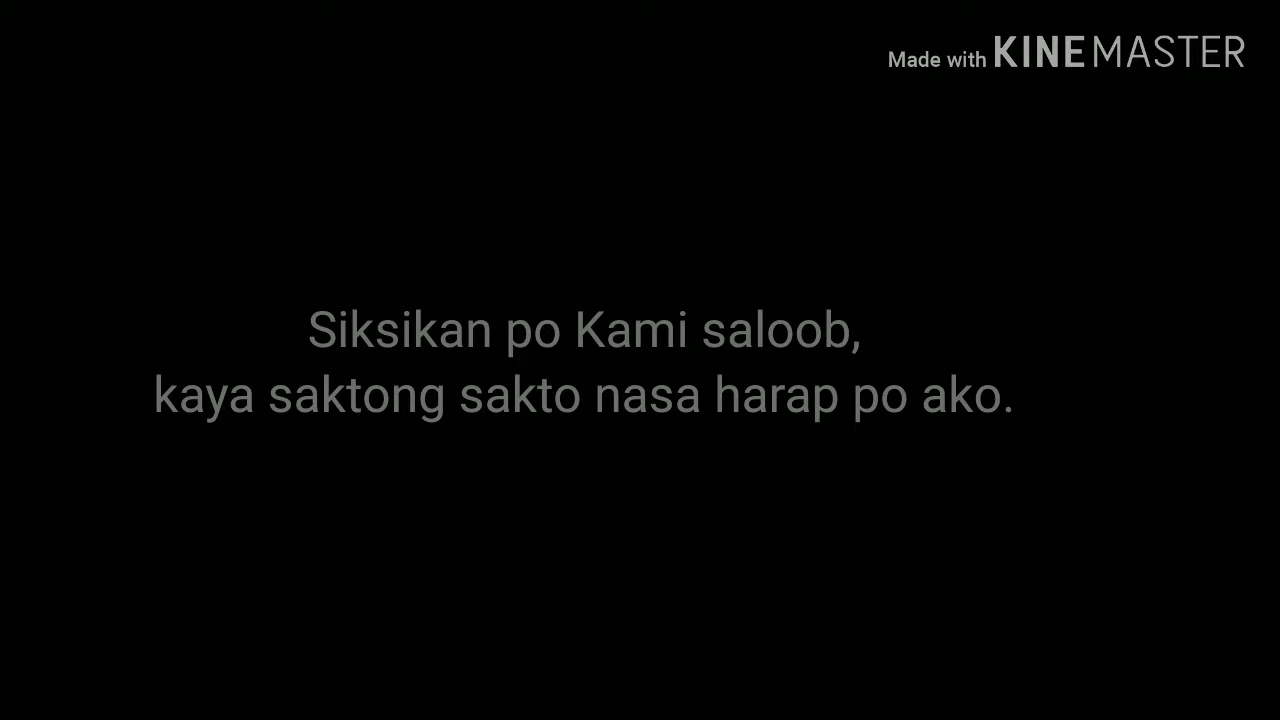 Made with KINEMASTER
Siksikan po Kami saloob,
kaya saktong sakto nasa harap po ako.